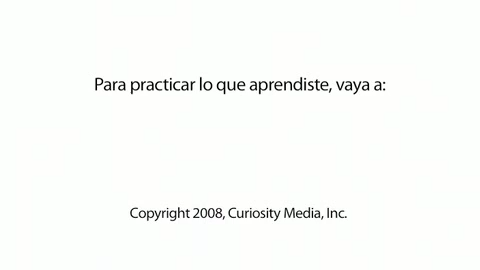 Para practicar lo que aprendiste, vaya a:
Copyright 2008, Curiosity Media, Inc.